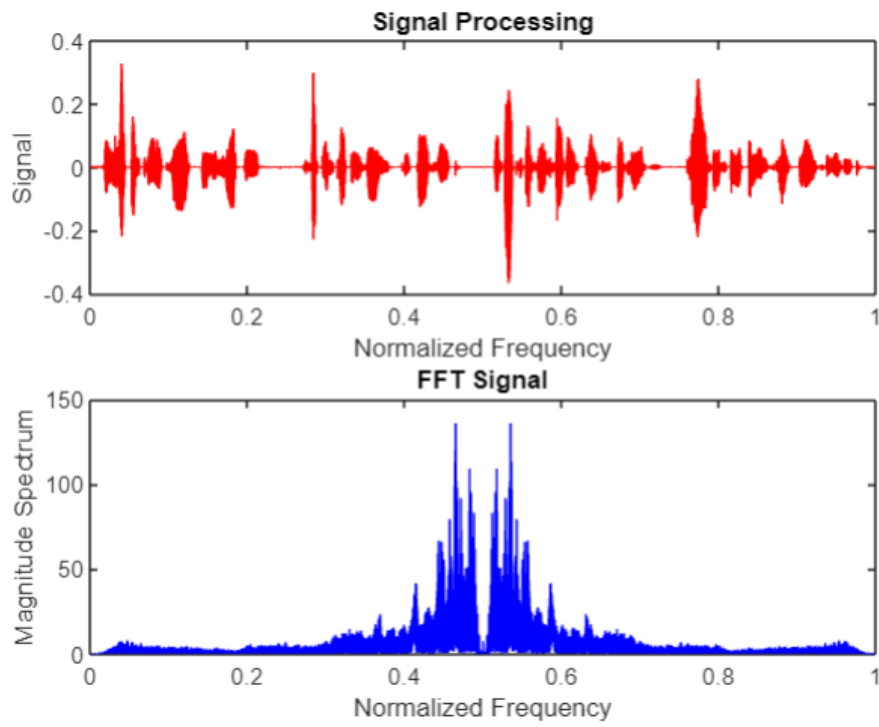 Signal Processing
0.4
0.2
0
-0.2
-0.4
Signal
0 0.2 0.4 0.6 0.8 1
Normalized Frequency
FFT Signal
150
100
50
0
Magnitude Spectrum
0 0.2 0.4 0.6 0.8 1
Normalized Frequency